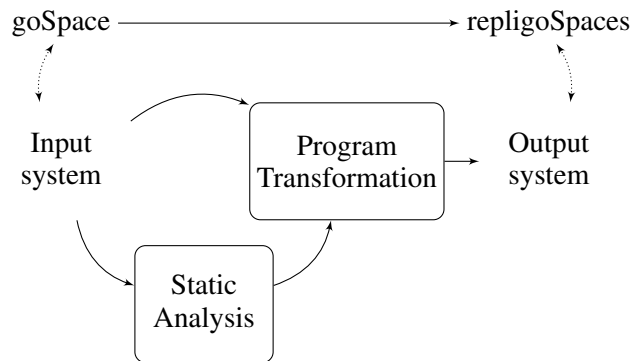 goSpace
repligoSpaces
Input
system
Program
Transformation
Output
system
Static
Analysis